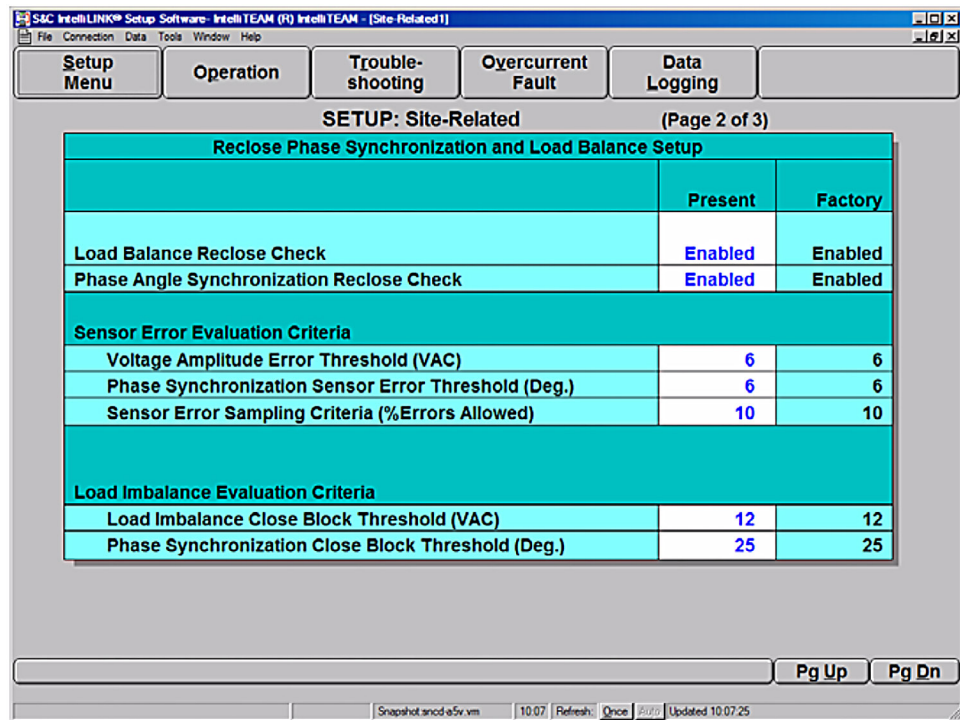 S&C IntelliLINK® Setup Software- IntelliTEAM (R) IntelliTEAM - [Site-Related1]
File Connection Data Tools Window Help
Setup Menu Operation Trouble-shooting Overcurrent Fault Data Logging
SETUP: Site-Related (Page 2 of 3)
Reclose Phase Synchronization and Load Balance Setup
Present Factory
Load Balance Reclose Check Enabled Enabled
Phase Angle Synchronization Reclose Check Enabled Enabled
Sensor Error Evaluation Criteria
Voltage Amplitude Error Threshold (VAC) 6 6
Phase Synchronization Sensor Error Threshold (Deg.) 6 6
Sensor Error Sampling Criteria (%Errors Allowed) 10 10
Load Imbalance Evaluation Criteria
Load Imbalance Close Block Threshold (VAC) 12 12
Phase Synchronization Close Block Threshold (Deg.) 25 25
Pg Up Pg Dn
Snapshot:sncd-a5v.vm 10:07 Refresh: Once Auto Updated 10:07:25